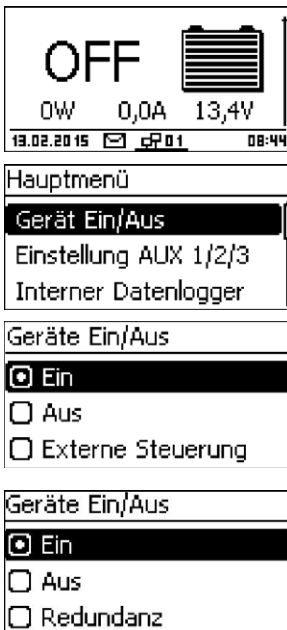 OFF
0W 0,0A 13,4V
13.02.2015 01 08:44
Hauptmenü
Gerät Ein/Aus
Einstellung AUX 1/2/3
Interner Datenlogger
Geräte Ein/Aus
Ein
Aus
Externe Steuerung
Geräte Ein/Aus
Ein
Aus
Redundanz